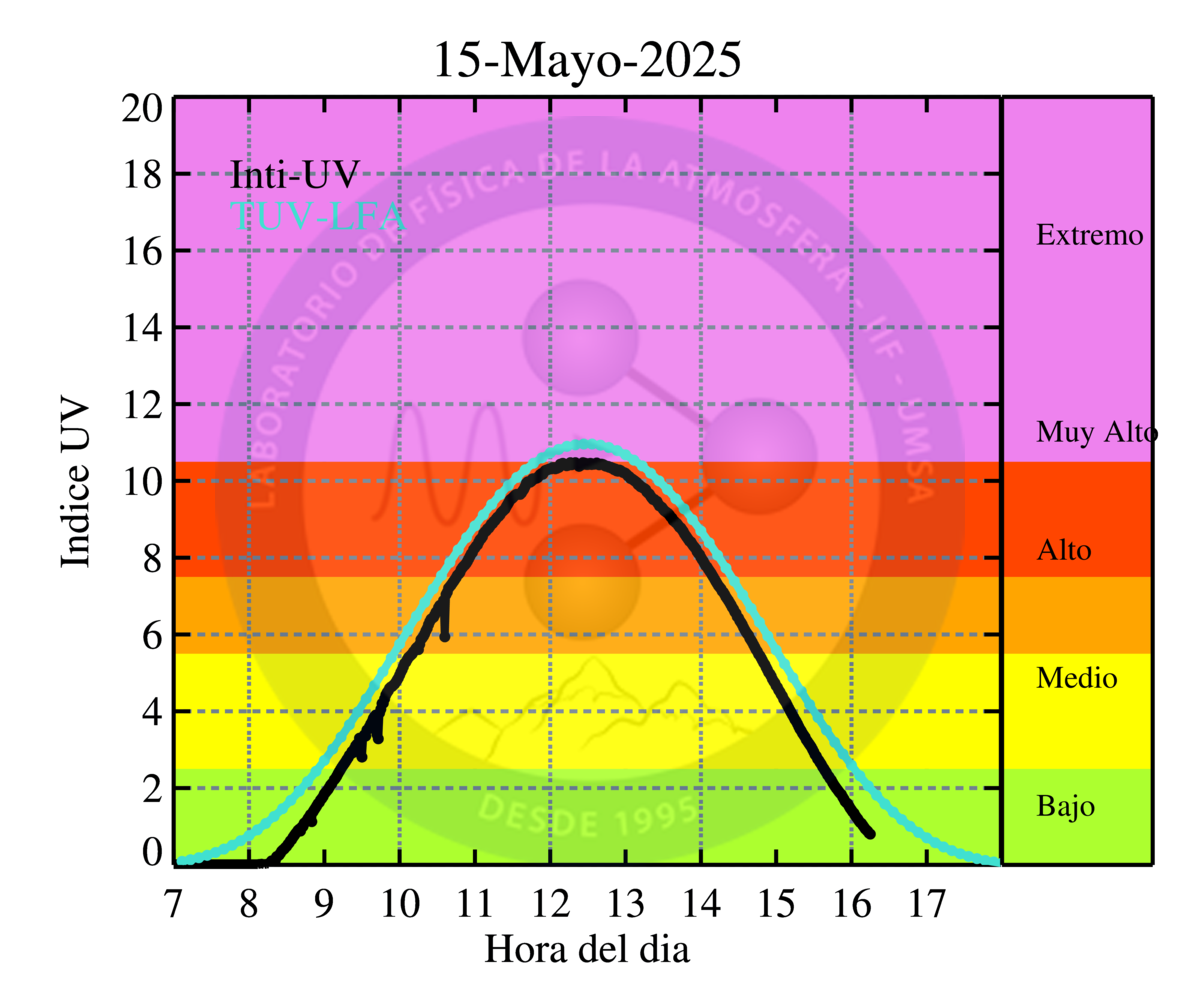 15-Mayo-2025
20
18
16
14
12
10
8
6
4
2
0
Indice UV
Inti-UV
TUV-LFA
LABORATORIO DE FÍSICA DE LA ATMÓSFERA - IIF - UMSA
DESDE 1995
Extremo
Muy Alto
Alto
Medio
Bajo
7 8 9 10 11 12 13 14 15 16 17
Hora del dia